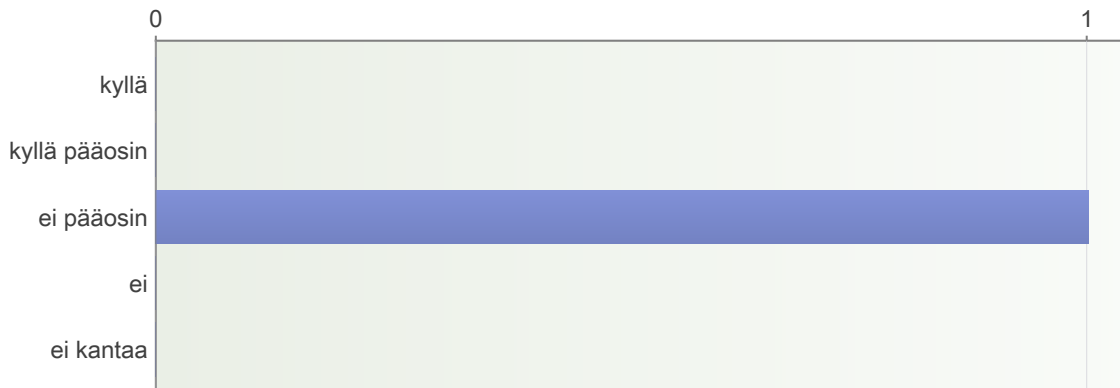 0 1
kyllä
kyllä pääosin
ei pääosin
ei
ei kantaa